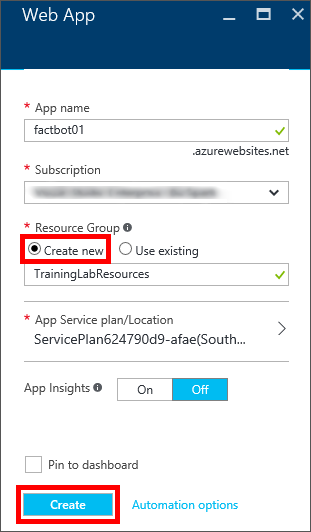 Web App
* App name
factbot01
.azurewebsites.net
* Subscription
* Resource Group
Create new Use existing
TrainingLabResources
* App Service plan/Location
ServicePlan624790d9-afae(South...
App Insights On Off
Pin to dashboard
Create Automation options